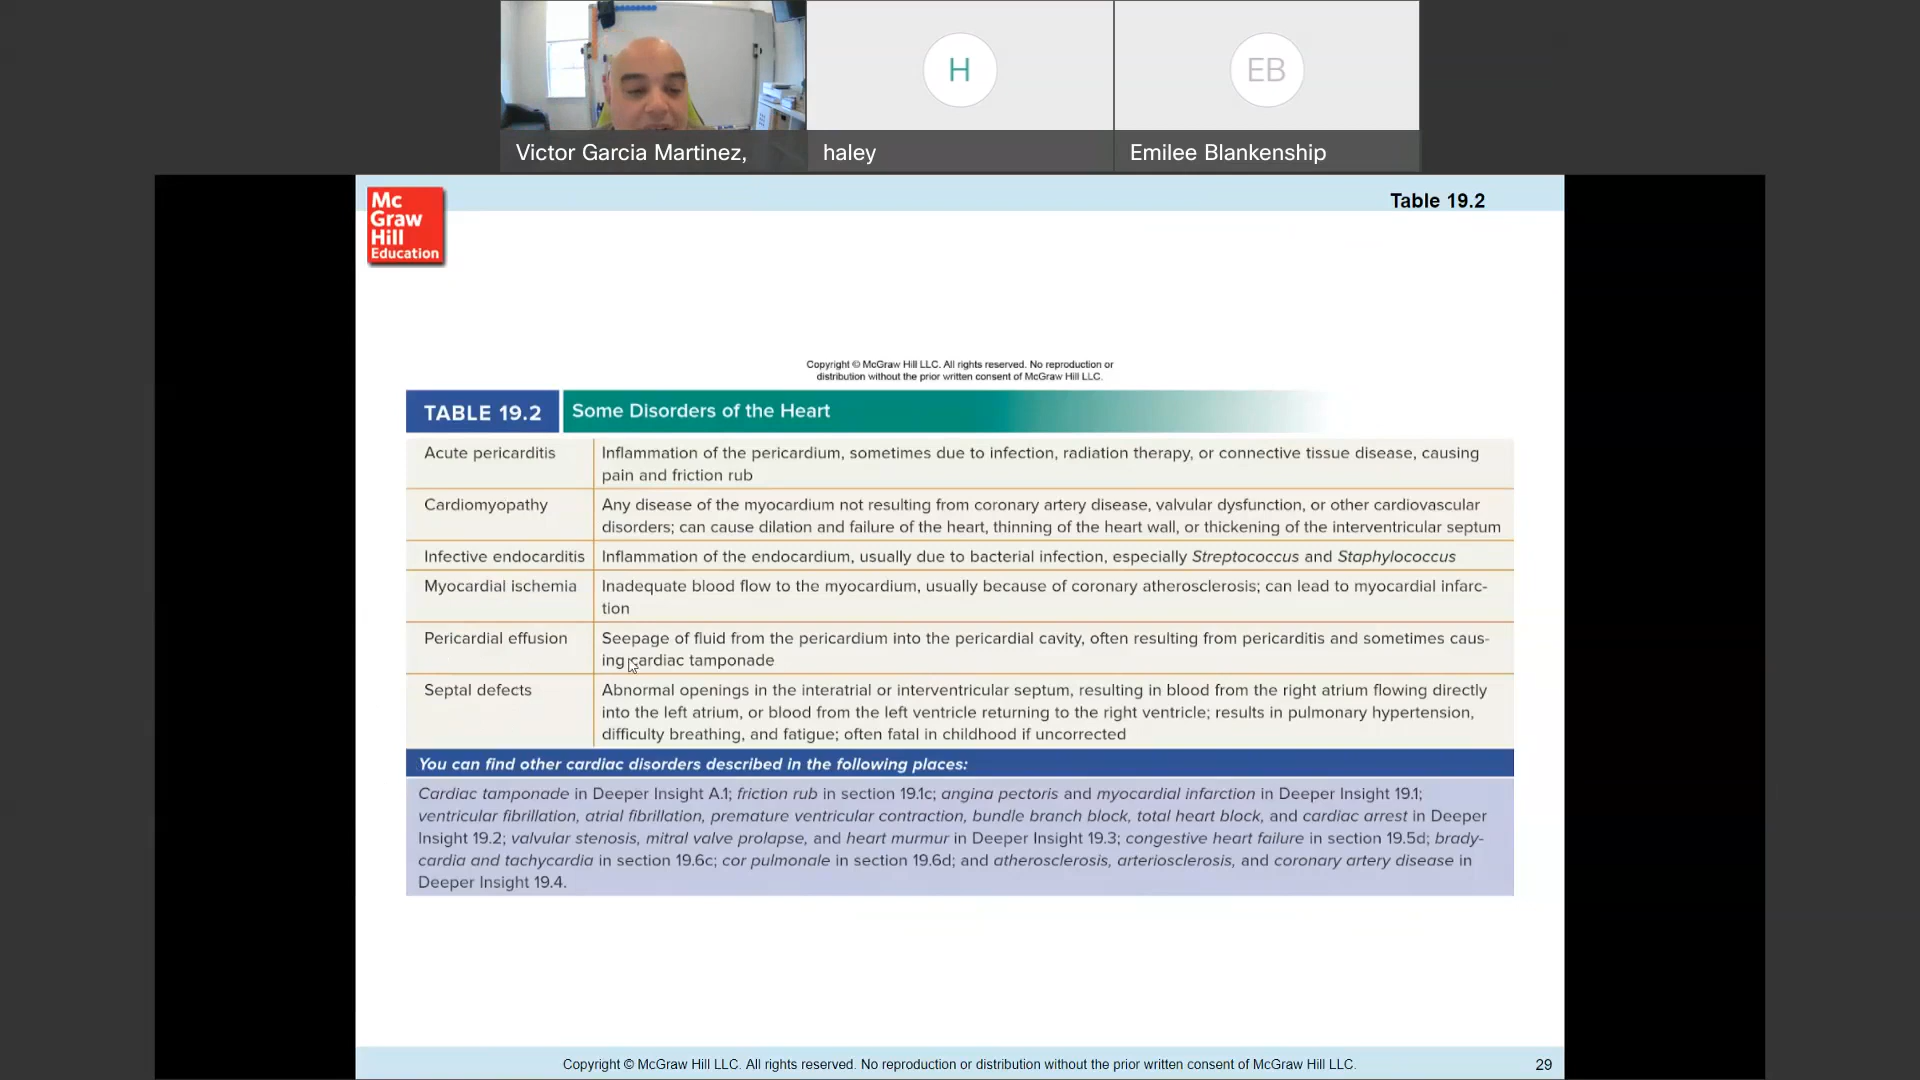 H
EB
Victor Garcia Martinez,
haley
Emilee Blankenship
Mc
Graw
Hill
Education
Table 19.2
Copyright © McGraw Hill LLC. All rights reserved. No reproduction or
distribution without the prior written consent of McGraw Hill LLC.
TABLE 19.2
Some Disorders of the Heart
Acute pericarditis
Inflammation of the pericardium, sometimes due to infection, radiation therapy, or connective tissue disease, causing
pain and friction rub
Cardiomyopathy
Any disease of the myocardium not resulting from coronary artery disease, valvular dysfunction, or other cardiovascular
disorders; can cause dilation and failure of the heart, thinning of the heart wall, or thickening of the interventricular septum
Infective endocarditis
Inflammation of the endocardium, usually due to bacterial infection, especially Streptococcus and Staphylococcus
Myocardial ischemia
Inadequate blood flow to the myocardium, usually because of coronary atherosclerosis; can lead to myocardial infarc-
tion
Pericardial effusion
Seepage of fluid from the pericardium into the pericardial cavity, often resulting from pericarditis and sometimes caus-
ing cardiac tamponade
Septal defects
Abnormal openings in the interatrial or interventricular septum, resulting in blood from the right atrium flowing directly
into the left atrium, or blood from the left ventricle returning to the right ventricle; results in pulmonary hypertension,
difficulty breathing, and fatigue; often fatal in childhood if uncorrected
You can find other cardiac disorders described in the following places:
Cardiac tamponade in Deeper Insight A.1; friction rub in section 19.1c; angina pectoris and myocardial infarction in Deeper Insight 19.1;
ventricular fibrillation, atrial fibrillation, premature ventricular contraction, bundle branch block, total heart block, and cardiac arrest in Deeper
Insight 19.2; valvular stenosis, mitral valve prolapse, and heart murmur in Deeper Insight 19.3; congestive heart failure in section 19.5d; brady-
cardia and tachycardia in section 19.6c; cor pulmonale in section 19.6d; and atherosclerosis, arteriosclerosis, and coronary artery disease in
Deeper Insight 19.4.
Copyright © McGraw Hill LLC. All rights reserved. No reproduction or distribution without the prior written consent of McGraw Hill LLC.
29